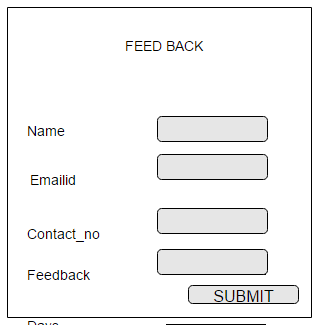 FEED BACK
Name
Emailid
Contact_no
Feedback
SUBMIT